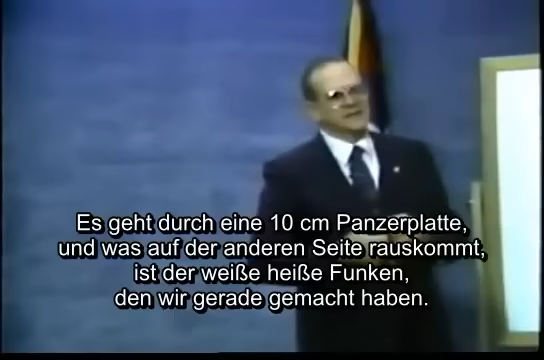 Es geht durch eine 10 cm Panzerplatte,
und was auf der anderen Seite rauskommt,
ist der weiße heiße Funken,
den wir gerade gemacht haben.